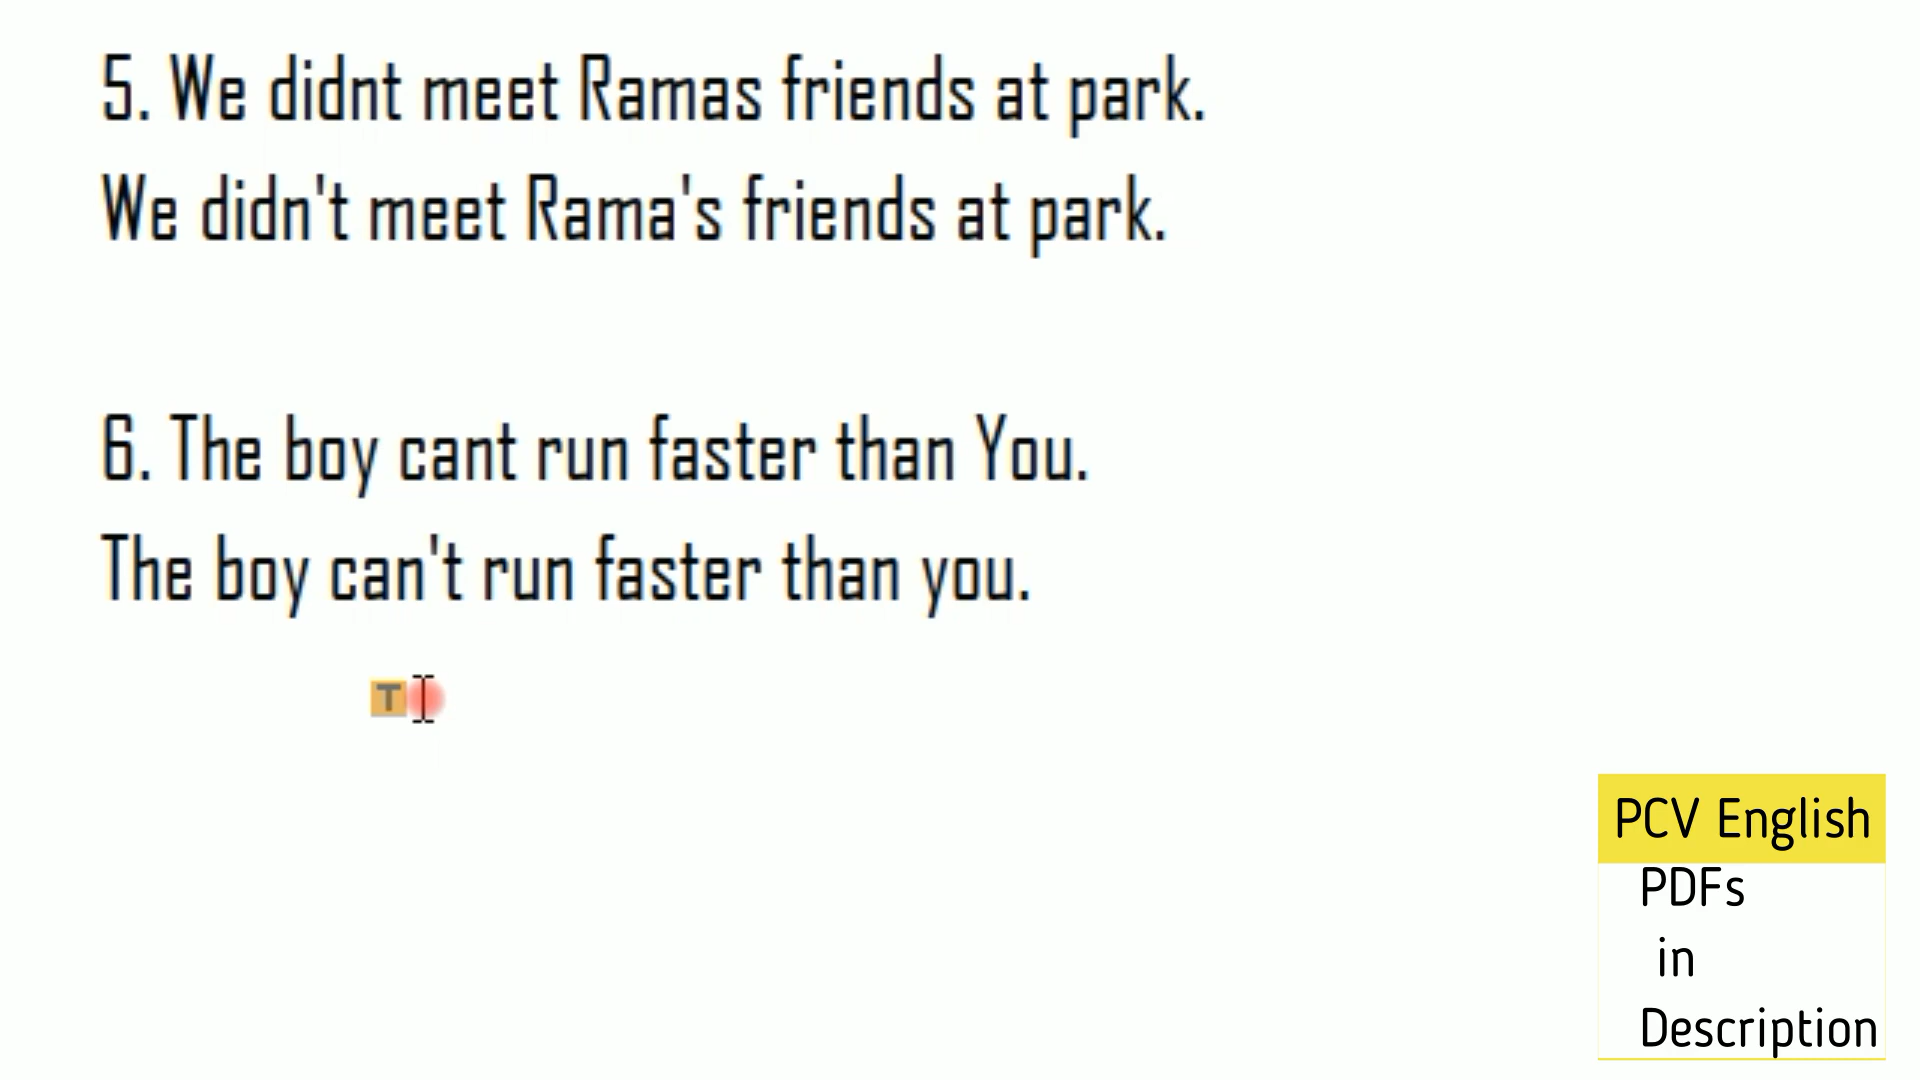 5. We didnt meet Ramas friends at park.
We didn't meet Rama's friends at park.
6. The boy cant run faster than You.
The boy can't run faster than you.
T
PCV English
PDFs
in
Description